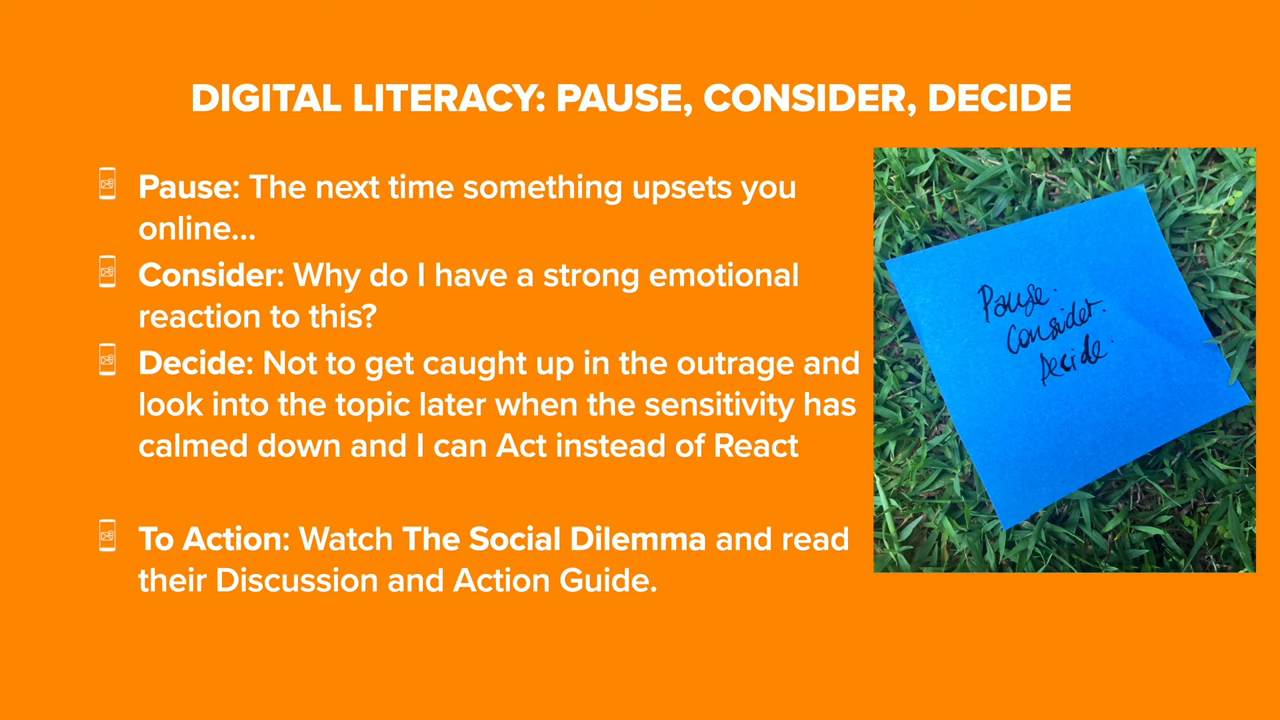 DIGITAL LITERACY: PAUSE, CONSIDER, DECIDE
Pause: The next time something upsets you
online...
Consider: Why do I have a strong emotional
reaction to this?
Decide: Not to get caught up in the outrage and
look into the topic later when the sensitivity has
calmed down and I can Act instead of React
To Action: Watch The Social Dilemma and read
their Discussion and Action Guide.
Pause.
Consider.
Decide.